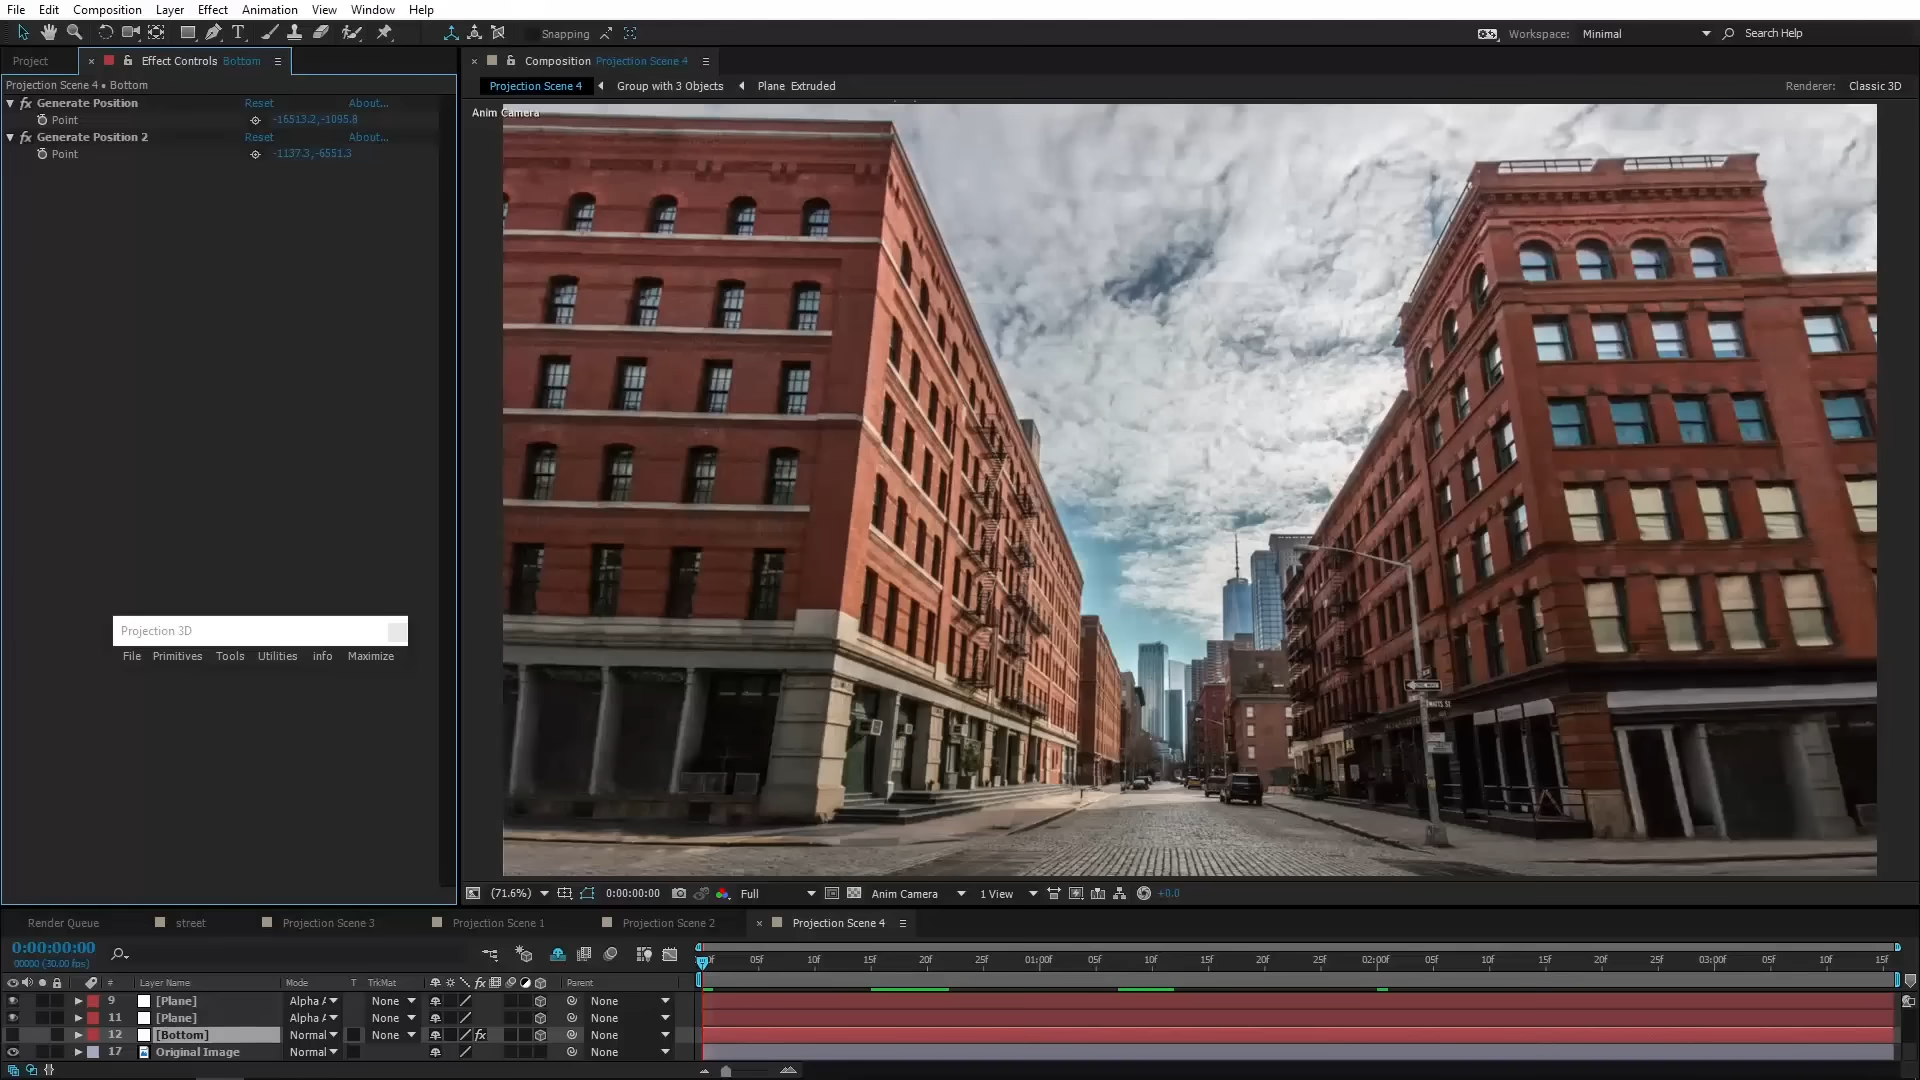 File Edit Composition Layer Effect Animation View Window Help
Snapping
Workspace: Minimal Search Help
Project × Effect Controls Bottom
Projection Scene 4 • Bottom
fx Generate Position Reset About...
Point -16513.2,-1095.8
fx Generate Position 2 Reset About...
Point -1137.3,-6551.3
Projection 3D
File Primitives Tools Utilities info Maximize
× Composition Projection Scene 4
Projection Scene 4 Group with 3 Objects Plane Extruded
Renderer: Classic 3D
Anim Camera
(71.6%) 0:00:00:00 Full Anim Camera 1 View +0.0
Render Queue street Projection Scene 3 Projection Scene 1 Projection Scene 2 × Projection Scene 4
0:00:00:00
00000 (30.00 fps)
05f 10f 15f 20f 25f 01:00f 05f 10f 15f 20f 25f 02:00f 05f 10f 15f 20f 25f 03:00f 05f 10f 15f
# Layer Name Mode T TrkMat Parent
9 [Plane] Alpha None None
11 [Plane] Alpha None None
12 [Bottom] Normal None fx None
17 Original Image Normal None